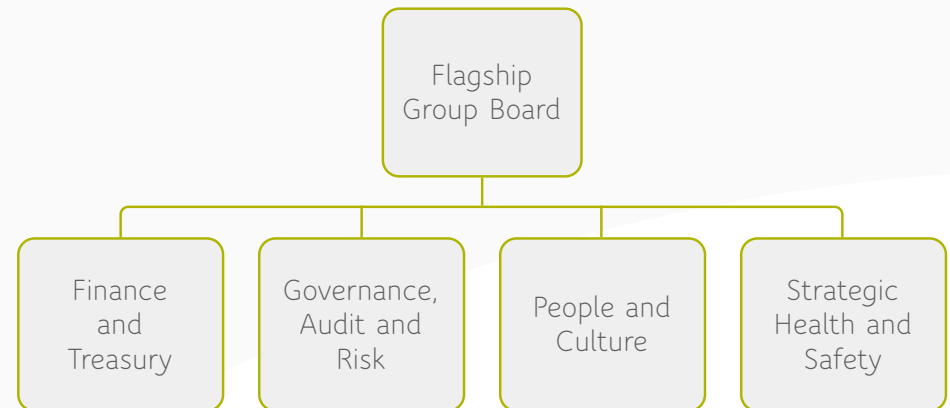 Flagship
Group Board
Finance
and
Treasury
Governance,
Audit and
Risk
People and
Culture
Strategic
Health and
Safety